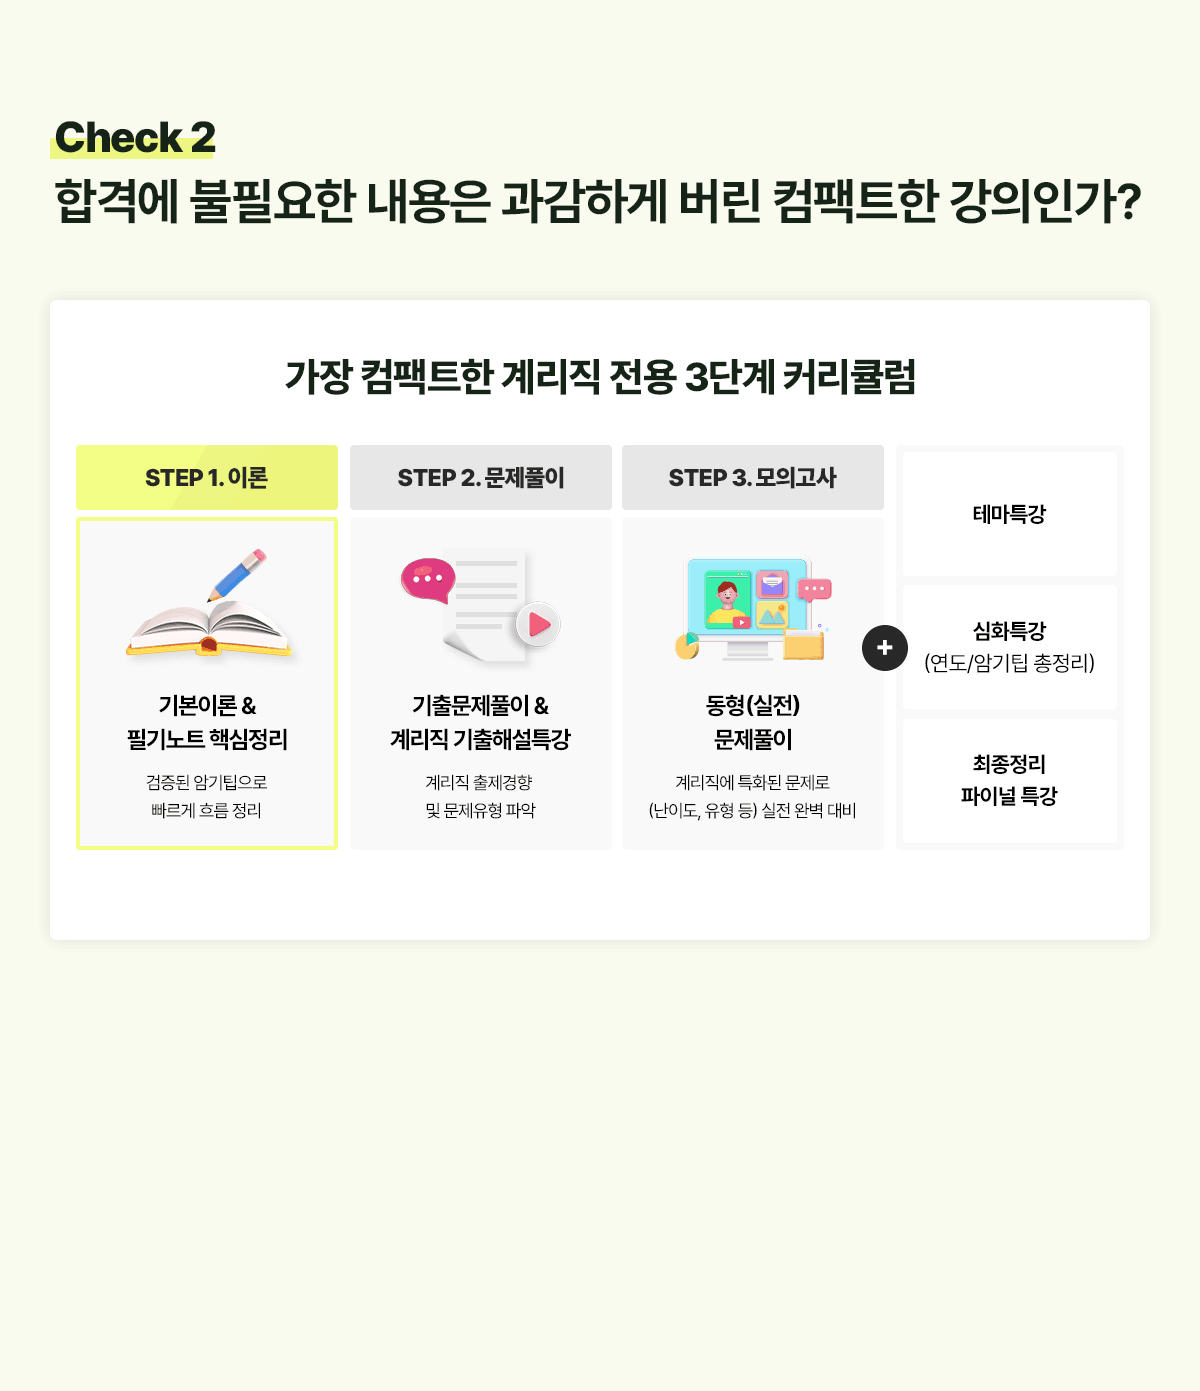 Check 2
합격에 불필요한 내용은 과감하게 버린 컴팩트한 강의인가?
가장 컴팩트한 계리직 전용 3단계 커리큘럼
STEP 1. 이론
기본이론 &
필기노트 핵심정리
검증된 암기팁으로
빠르게 흐름 정리
STEP 2. 문제풀이
기출문제풀이 &
계리직 기출해설특강
계리직 출제경향
및 문제유형 파악
STEP 3. 모의고사
동형(실전)
문제풀이
계리직에 특화된 문제로
(난이도, 유형 등) 실전 완벽 대비
+
테마특강
심화특강
(연도/암기팁 총정리)
최종정리
파이널 특강